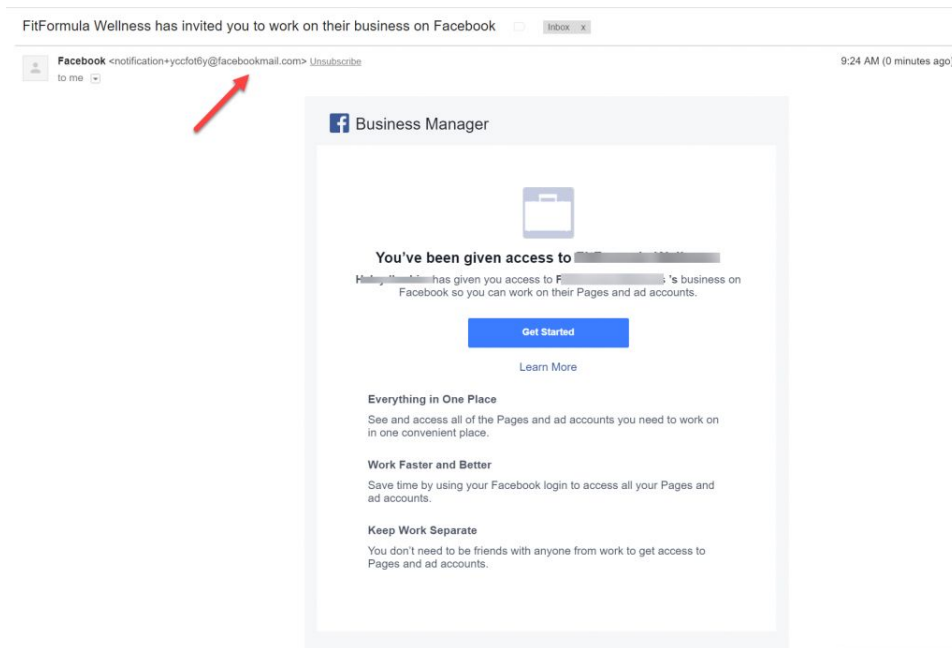 FitFormula Wellness has invited you to work on their business on Facebook Inbox x
Facebook <notification+yccfot6y@facebookmail.com> Unsubscribe 9:24 AM (0 minutes ago)
to me
Business Manager
You've been given access to
has given you access to 's business on
Facebook so you can work on their Pages and ad accounts.
Get Started
Learn More
Everything in One Place
See and access all of the Pages and ad accounts you need to work on
in one convenient place.
Work Faster and Better
Save time by using your Facebook login to access all your Pages and
ad accounts.
Keep Work Separate
You don't need to be friends with anyone from work to get access to
Pages and ad accounts.